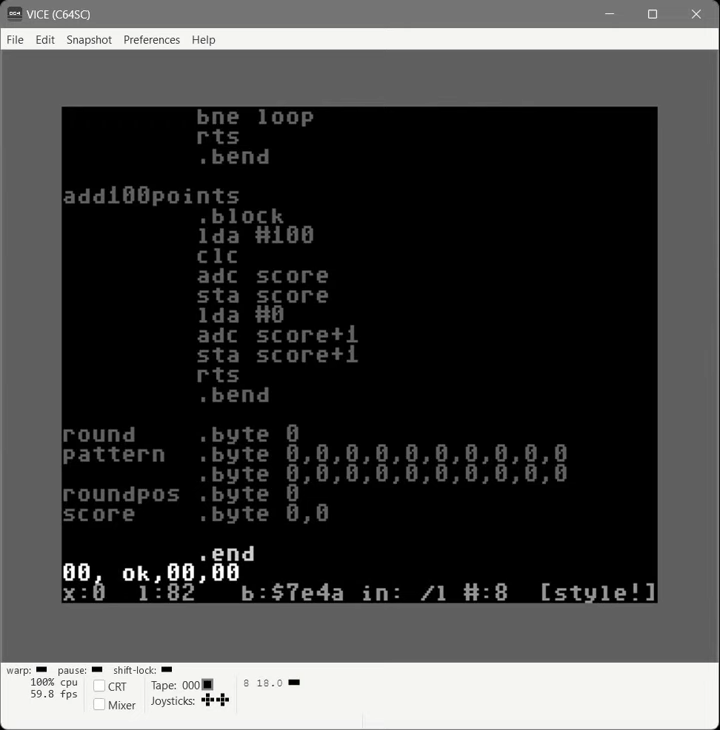 VICE (C64SC)
File Edit Snapshot Preferences Help
bne loop
rts
.bend
add100points
.block
lda #100
clc
adc score
sta score
lda #0
adc score+1
sta score+1
rts
.bend
round .byte 0
pattern .byte 0,0,0,0,0,0,0,0,0,0
.byte 0,0,0,0,0,0,0,0,0,0
roundpos .byte 0
score .byte 0,0
.end
00, ok,00,00
x:0 l:82 b:$7e4a in: /l #:8 [style!]
warp: pause: shift-lock:
100% cpu
59.8 fps
CRT
Mixer
Tape: 000
Joysticks:
8 18.0